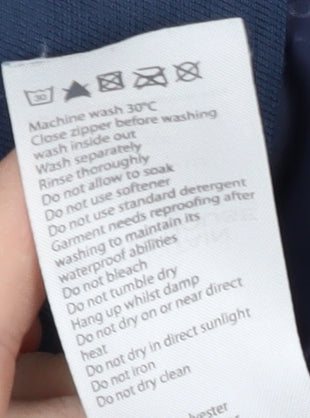 30
Machine wash 30°C
Close zipper before washing
wash inside out
Wash separately
Rinse thoroughly
Do not allow to soak
Do not use softener
Do not use standard detergent
Garment needs reproofing after
washing to maintain its
waterproof abilities
Do not bleach
Do not tumble dry
Hang up whilst damp
Do not dry on or near direct
heat
Do not dry in direct sunlight
Do not iron
Do not dry clean